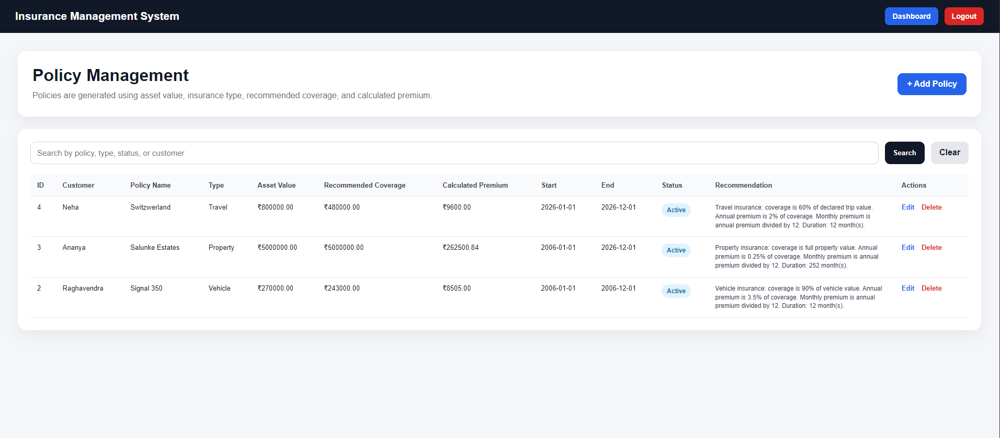 Insurance Management System
Dashboard
Logout
Policy Management
Policies are generated using asset value, insurance type, recommended coverage, and calculated premium.
+ Add Policy
Search by policy, type, status, or customer
Search
Clear
ID Customer Policy Name Type Asset Value Recommended Coverage Calculated Premium Start End Status Recommendation Actions
4 Neha Switzwerland Travel ₹800000.00 ₹480000.00 ₹9600.00 2026-01-01 2026-12-01 Active Travel insurance: coverage is 60% of declared trip value. Edit Delete
Annual premium is 2% of coverage. Monthly premium is
annual premium divided by 12. Duration: 12 month(s).
3 Ananya Salunke Estates Property ₹5000000.00 ₹5000000.00 ₹262500.84 2006-01-01 2026-12-01 Active Property insurance: coverage is full property value. Annual Edit Delete
premium is 0.25% of coverage. Monthly premium is annual
premium divided by 12. Duration: 252 month(s).
2 Raghavendra Signal 350 Vehicle ₹270000.00 ₹243000.00 ₹8505.00 2006-01-01 2006-12-01 Active Vehicle insurance: coverage is 90% of vehicle value. Annual Edit Delete
premium is 3.5% of coverage. Monthly premium is annual
premium divided by 12. Duration: 12 month(s).